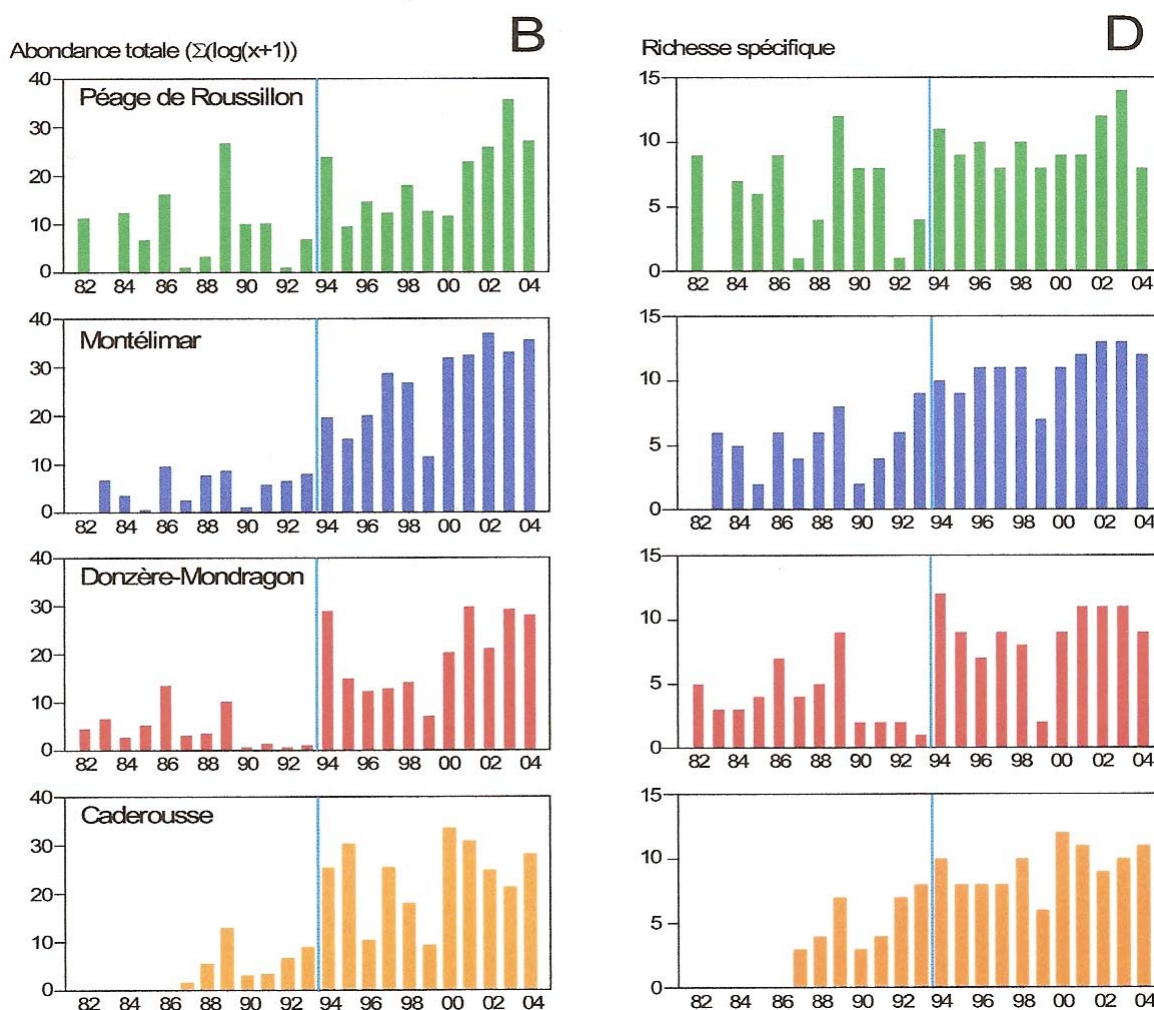 B
Abondance totale (Σ(log(x+1))
40
30
20
10
0
Péage de Roussillon
82 84 86 88 90 92 94 96 98 00 02 04
40
30
20
10
0
Montélimar
82 84 86 88 90 92 94 96 98 00 02 04
40
30
20
10
0
Donzère-Mondragon
82 84 86 88 90 92 94 96 98 00 02 04
40
30
20
10
0
Caderousse
82 84 86 88 90 92 94 96 98 00 02 04
D
Richesse spécifique
15
10
5
0
82 84 86 88 90 92 94 96 98 00 02 04
15
10
5
0
82 84 86 88 90 92 94 96 98 00 02 04
15
10
5
0
82 84 86 88 90 92 94 96 98 00 02 04
15
10
5
0
82 84 86 88 90 92 94 96 98 00 02 04